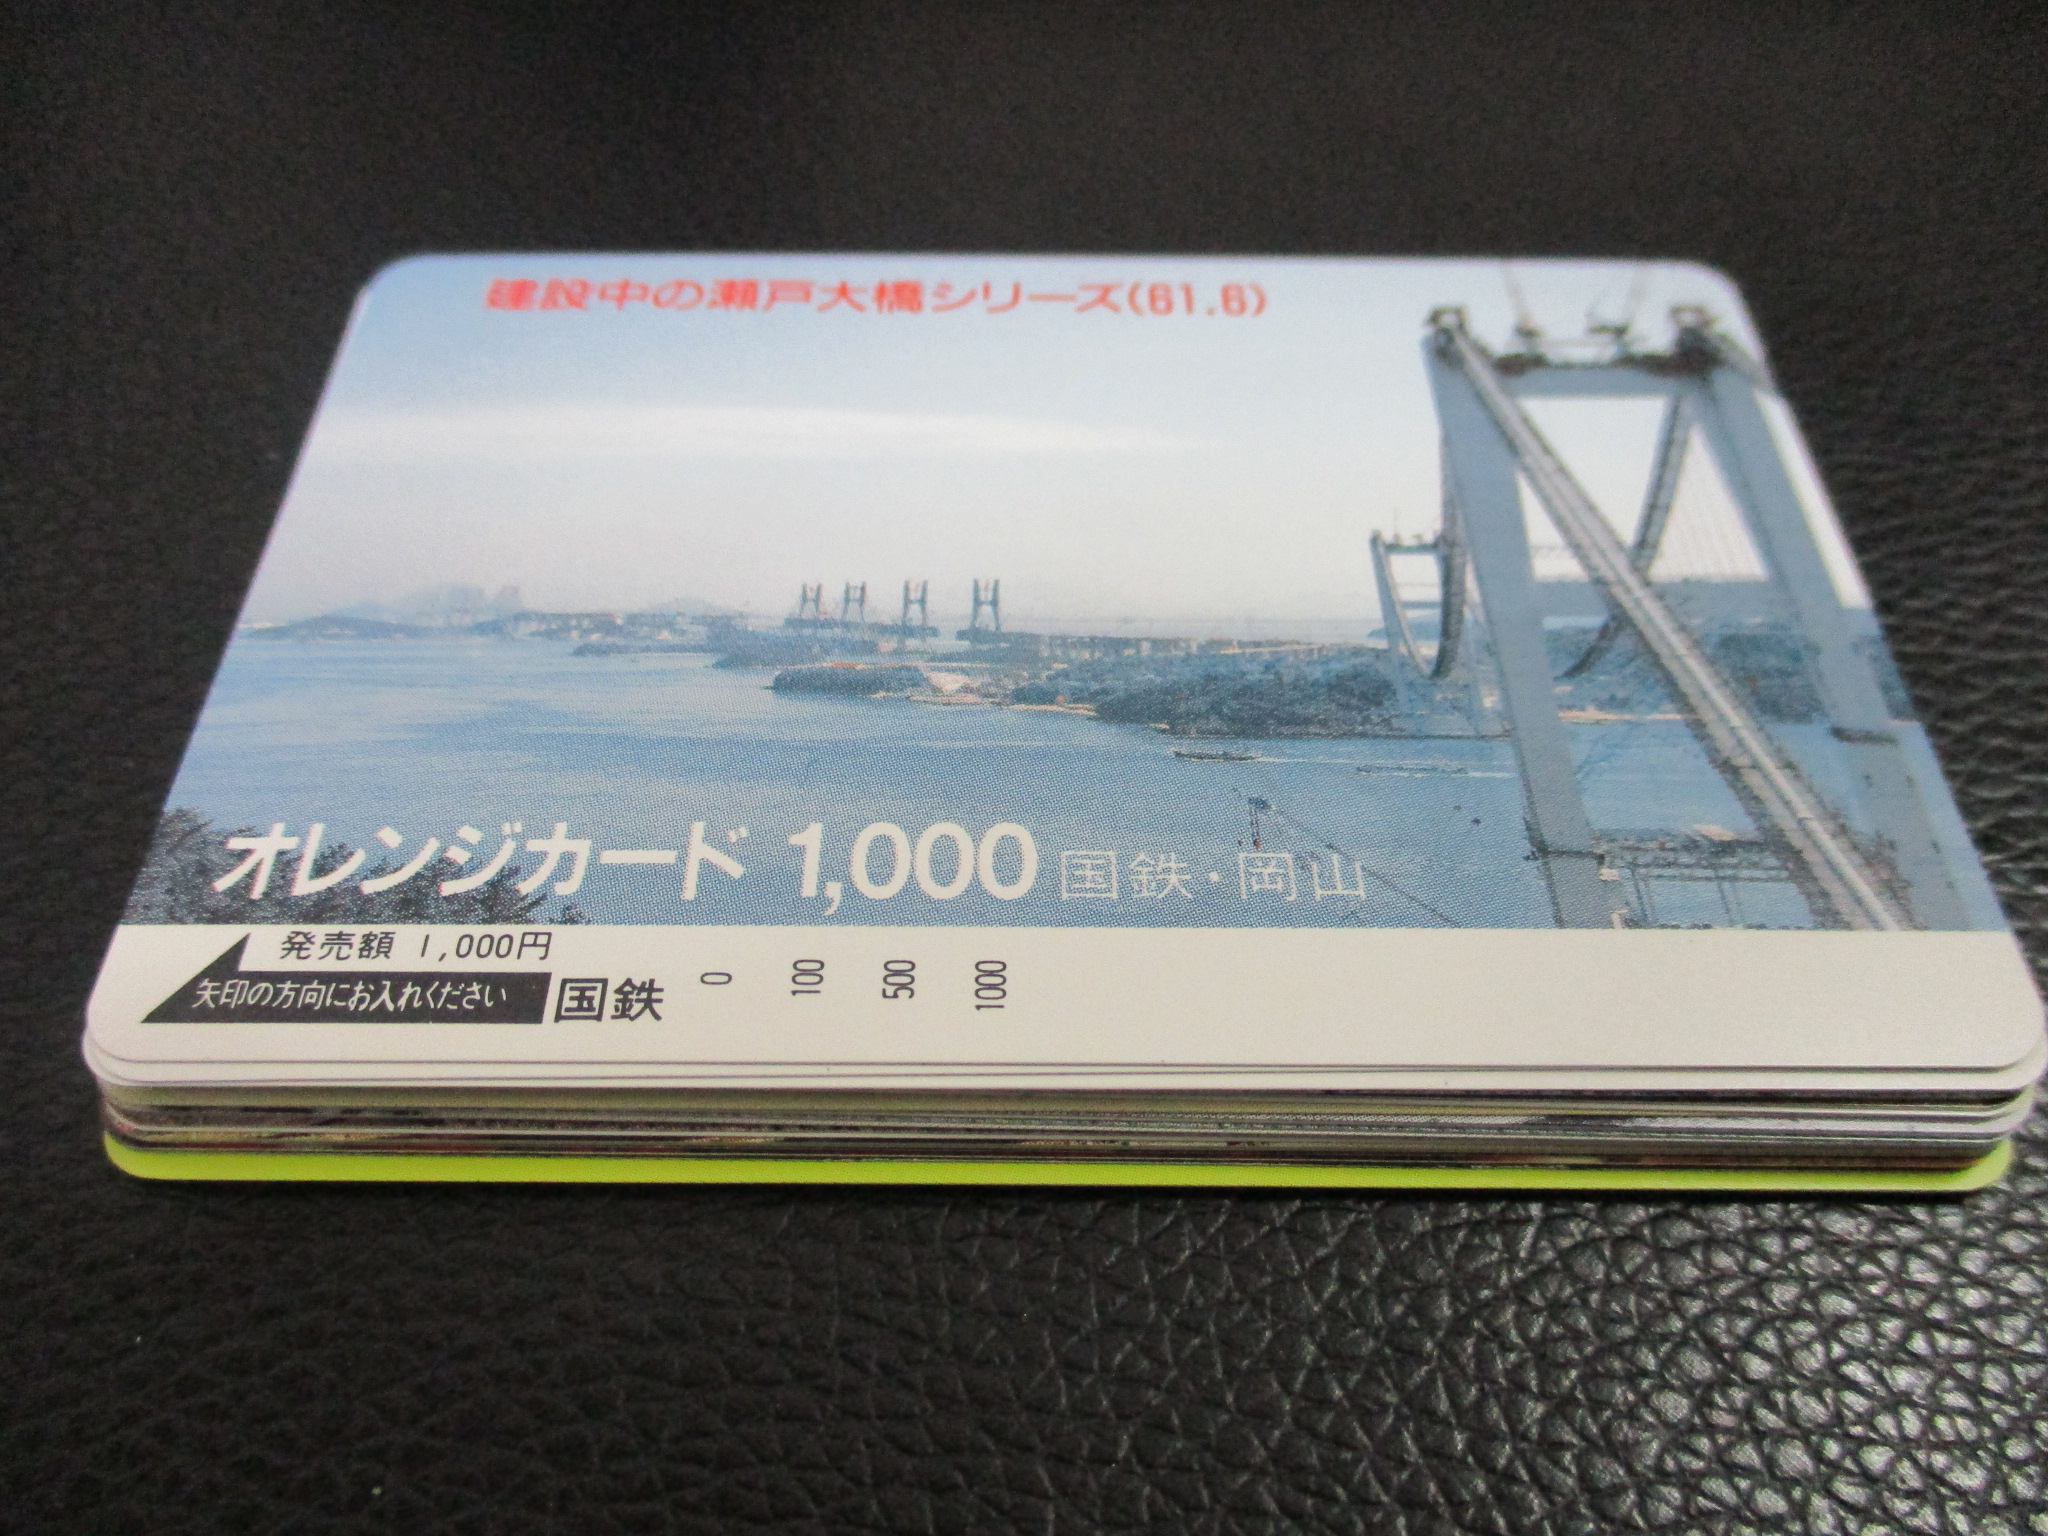 建設中の瀬戸大橋シリーズ(61.6)
オレンジカード 1,000 国鉄・岡山
発売額 1,000円
矢印の方向にお入れください 国鉄 0 100 500 1000